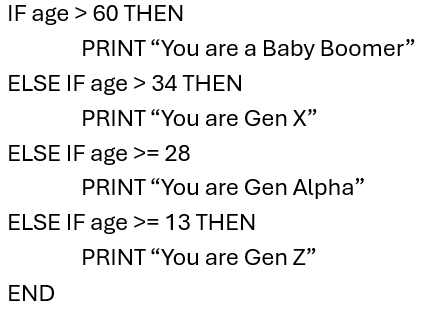 IF age > 60 THEN
PRINT “You are a Baby Boomer”
ELSE IF age > 34 THEN
PRINT “You are Gen X”
ELSE IF age >= 28
PRINT “You are Gen Alpha”
ELSE IF age >= 13 THEN
PRINT “You are Gen Z”
END